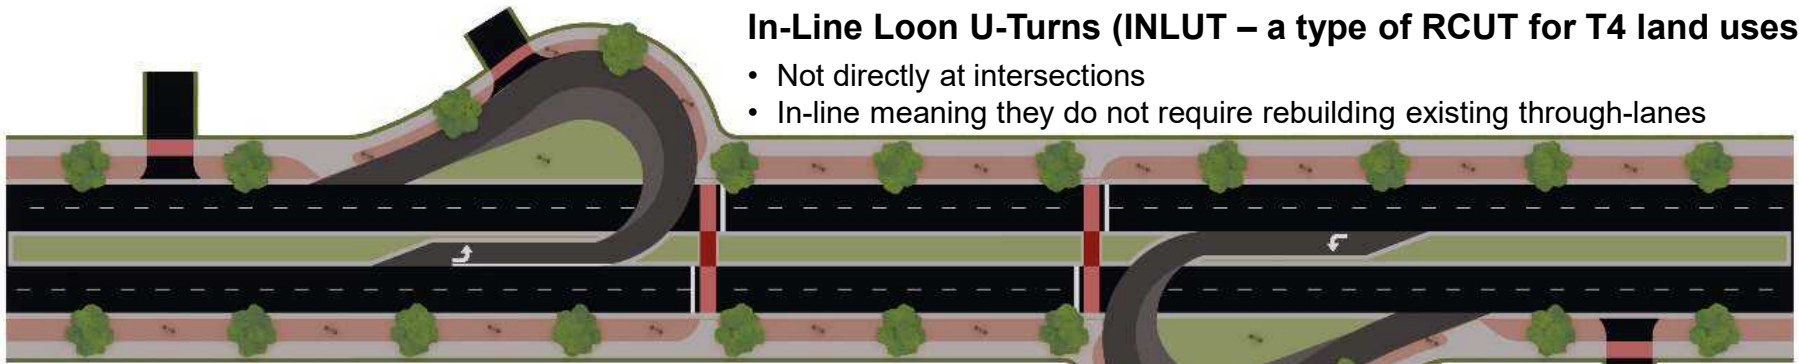 In-Line Loon U-Turns (INLUT – a type of RCUT for T4 land uses
• Not directly at intersections
• In-line meaning they do not require rebuilding existing through-lanes